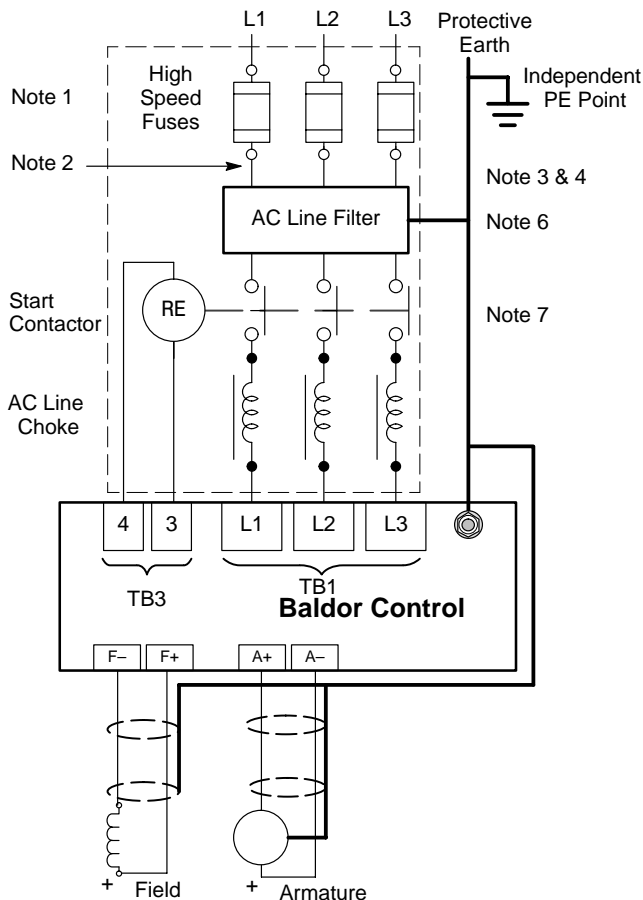 L1 L2 L3
Protective
Earth
Independent
PE Point
Note 1
High
Speed
Fuses
Note 2
Note 3 & 4
AC Line Filter
Note 6
Start
Contactor
RE
Note 7
AC Line
Choke
4 3 L1 L2 L3
TB3
TB1
Baldor Control
F– F+ A+ A–
+ Field
+ Armature